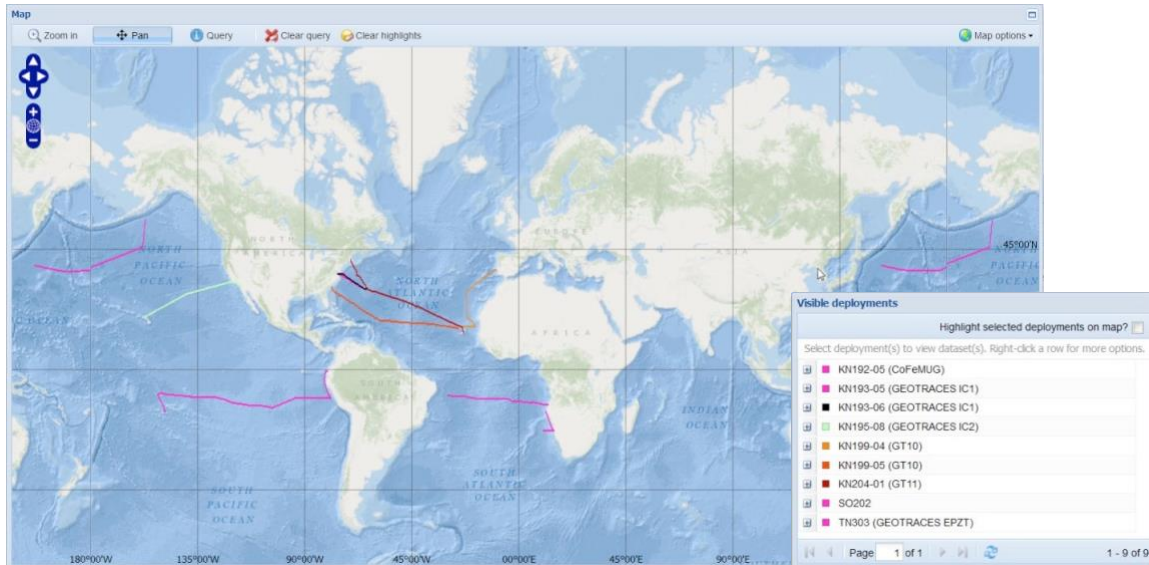 Map
Zoom in Pan Query Clear query Clear highlights Map options
NORTH PACIFIC OCEAN
NORTH AMERICA
NORTH ATLANTIC OCEAN
EUROPE
ASIA
45°00'N
AFRICA
SOUTH AMERICA
INDIAN OCEAN
SOUTH PACIFIC OCEAN
SOUTH ATLANTIC OCEAN
180°00'W 135°00'W 90°00'W 45°00'W 00°00'E 45°00'E 90°00'E
Visible deployments
Highlight selected deployments on map?
Select deployment(s) to view dataset(s). Right-click a row for more options.
KN192-05 (CoFeMUG)
KN193-05 (GEOTRACES IC1)
KN193-06 (GEOTRACES IC1)
KN195-08 (GEOTRACES IC2)
KN199-04 (GT10)
KN199-05 (GT10)
KN204-01 (GT11)
SO202
TN303 (GEOTRACES EPZT)
Page 1 of 1 1 - 9 of 9